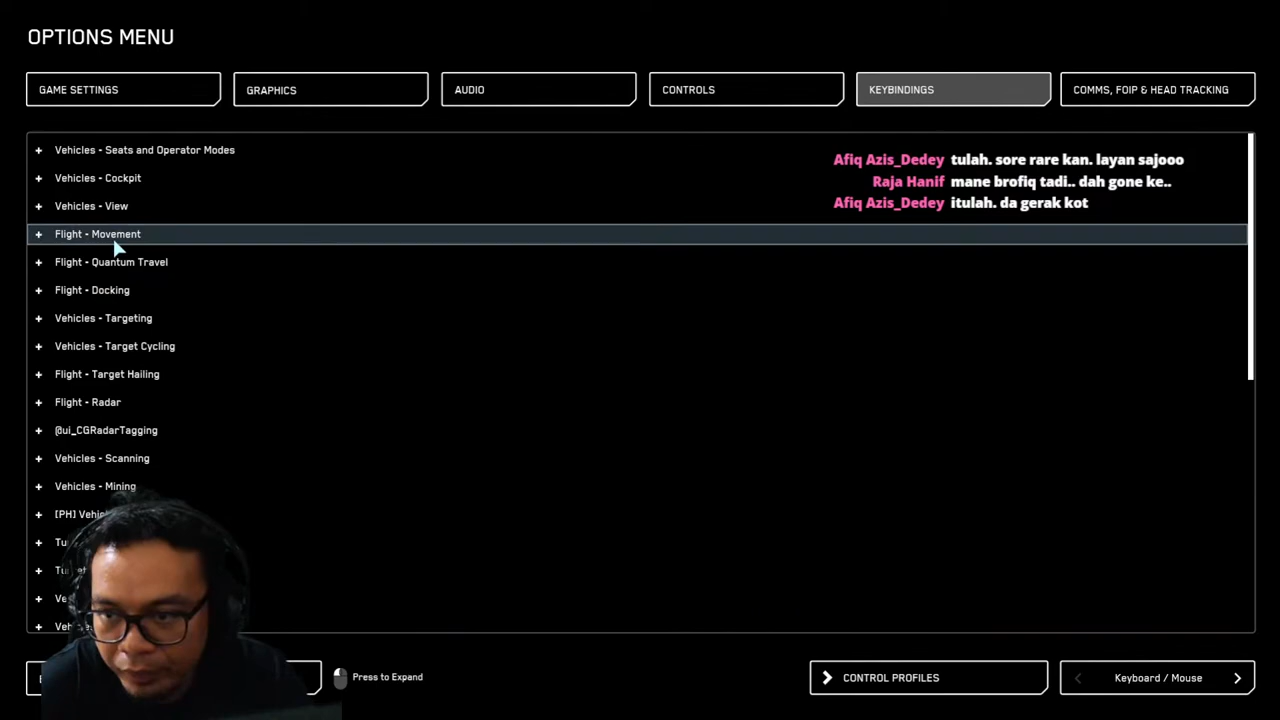 OPTIONS MENU
GAME SETTINGS
GRAPHICS
AUDIO
CONTROLS
KEYBINDINGS
COMMS, FOIP & HEAD TRACKING
+ Vehicles - Seats and Operator Modes
+ Vehicles - Cockpit
+ Vehicles - View
+ Flight - Movement
+ Flight - Quantum Travel
+ Flight - Docking
+ Vehicles - Targeting
+ Vehicles - Target Cycling
+ Flight - Target Hailing
+ Flight - Radar
+ @ui_CGRadarTagging
+ Vehicles - Scanning
+ Vehicles - Mining
+ [PH]
Afiq Azis_Dedey tulah. sore rare kan. layan sajooo
Raja Hanif mane brofiq tadi.. dah gone ke..
Afiq Azis_Dedey itulah. da gerak kot
Press to Expand
CONTROL PROFILES
Keyboard / Mouse